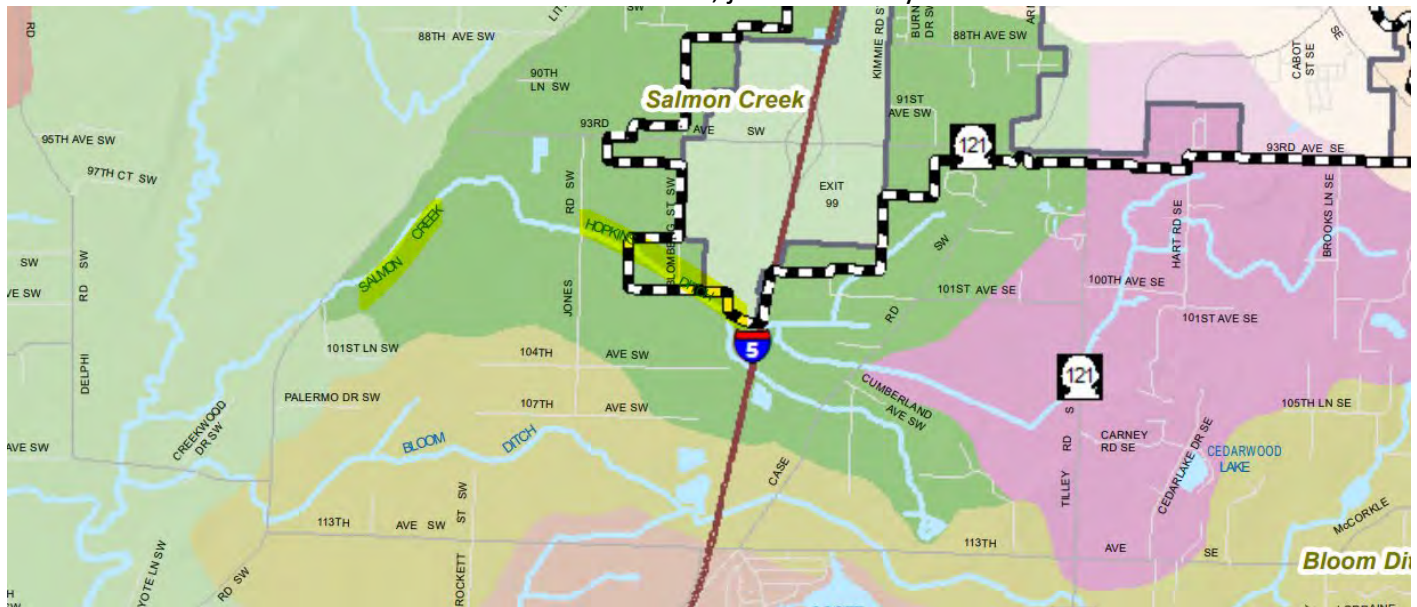 RD
88TH AVE SW
KIMMIE RD S
BURN
DR SW
88TH AVE SW
SE
CABOT
ST SE
90TH
LN SW
Salmon Creek
91ST
AVE SW
95TH AVE SW
93RD
AVE SW
121
93RD AVE SE
97TH CT SW
EXIT
99
JONES RD SW
SALMON CREEK
HOPKINS DITCH
BLOMBERG ST SW
HART RD SE
BROOKS LN SE
SW
VE SW
DELPHI RD SW
101ST AVE SE
100TH AVE SE
101ST AVE SE
101ST LN SW
5
104TH AVE SW
121
PALERMO DR SW
CUMBERLAND
AVE SW
107TH AVE SW
105TH LN SE
CREEKWOOD
DR SW
BLOOM DITCH
AVE SW
CARNEY
RD SE
CEDARWOOD
LAKE
CASE RD SW
TILLEY RD S
CEDARLAKE DR SE
113TH AVE SW
McCORKLE
113TH AVE SE
Bloom Dit
YOTE LN SW
RD SW
ROCKETT ST SW
H
SW